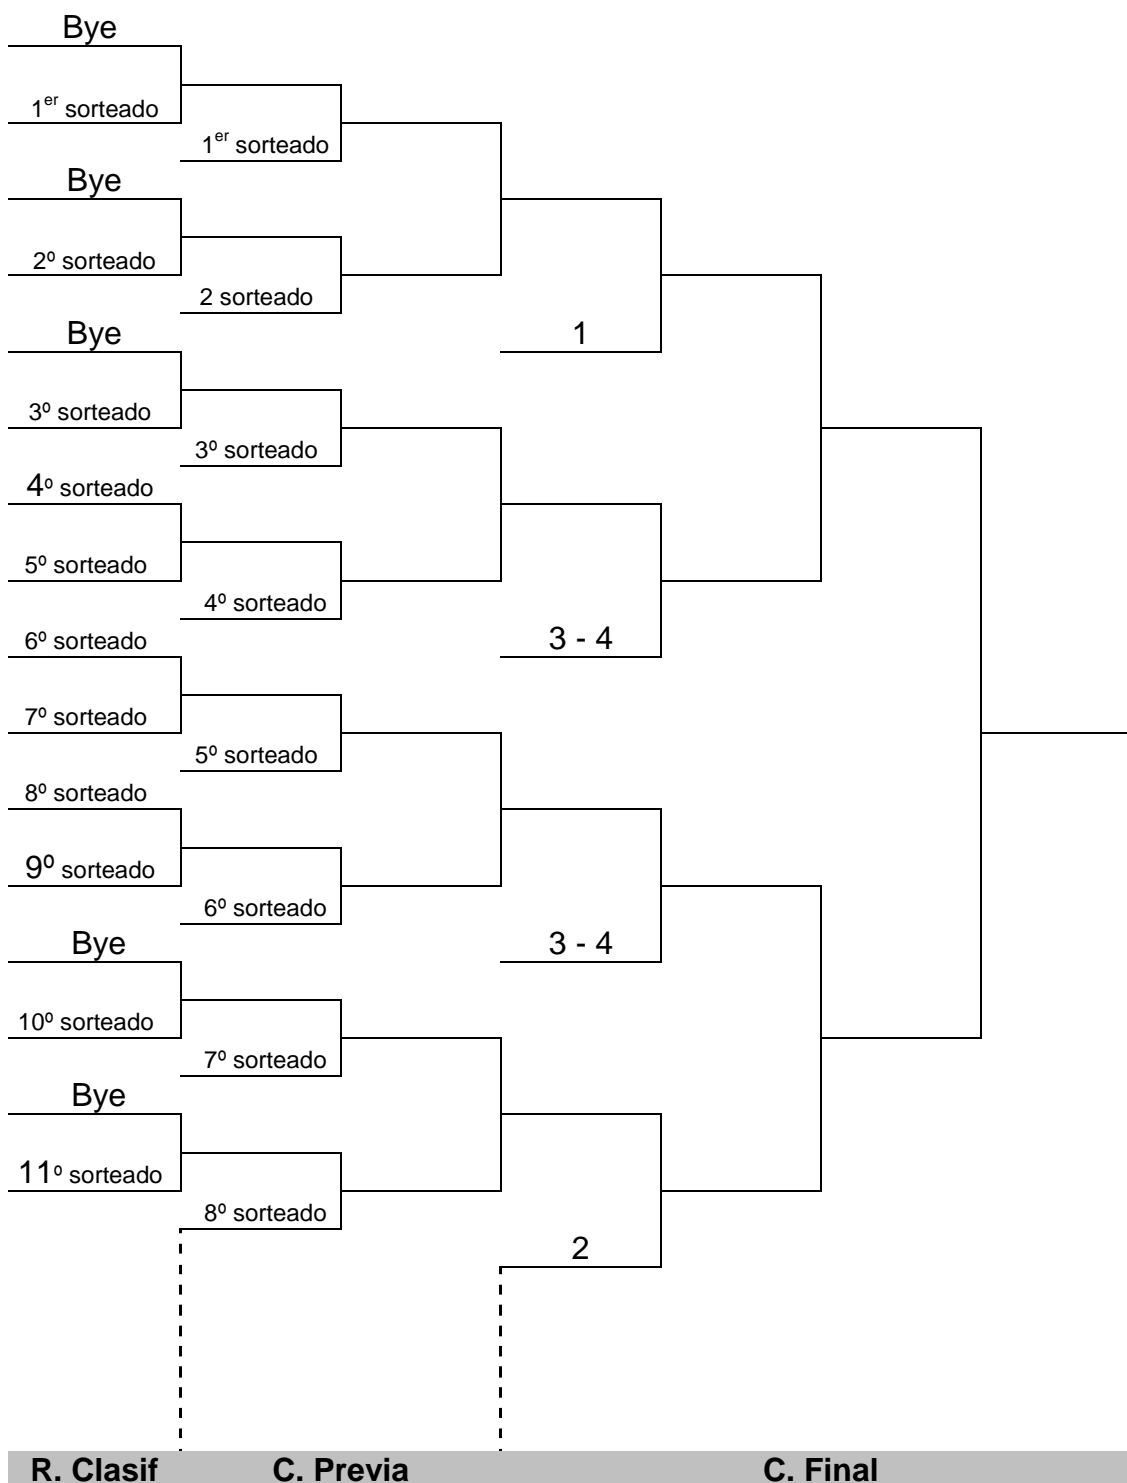 Bye
1er sorteado
1er sorteado
Bye
2º sorteado
2 sorteado
Bye
1
3º sorteado
3º sorteado
4º sorteado
5º sorteado
4º sorteado
6º sorteado
3 - 4
7º sorteado
5º sorteado
8º sorteado
9º sorteado
6º sorteado
Bye
3 - 4
10º sorteado
7º sorteado
Bye
11º sorteado
8º sorteado
2
R. Clasif C. Previa C. Final